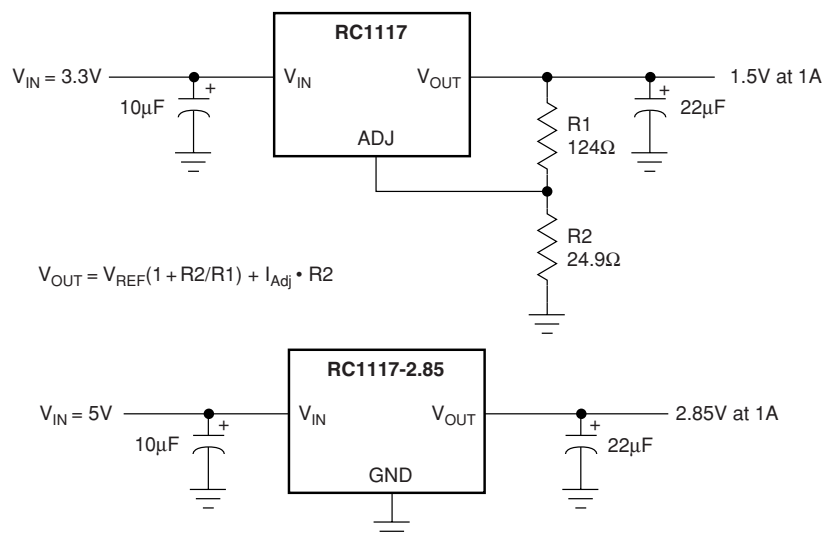 RC1117
V_IN = 3.3V
V_IN
V_OUT
1.5V at 1A
+
10µF
ADJ
R1
124Ω
+
22µF
R2
24.9Ω
V_OUT = V_REF(1 + R2/R1) + I_Adj • R2
RC1117-2.85
V_IN = 5V
V_IN
V_OUT
2.85V at 1A
+
10µF
GND
+
22µF